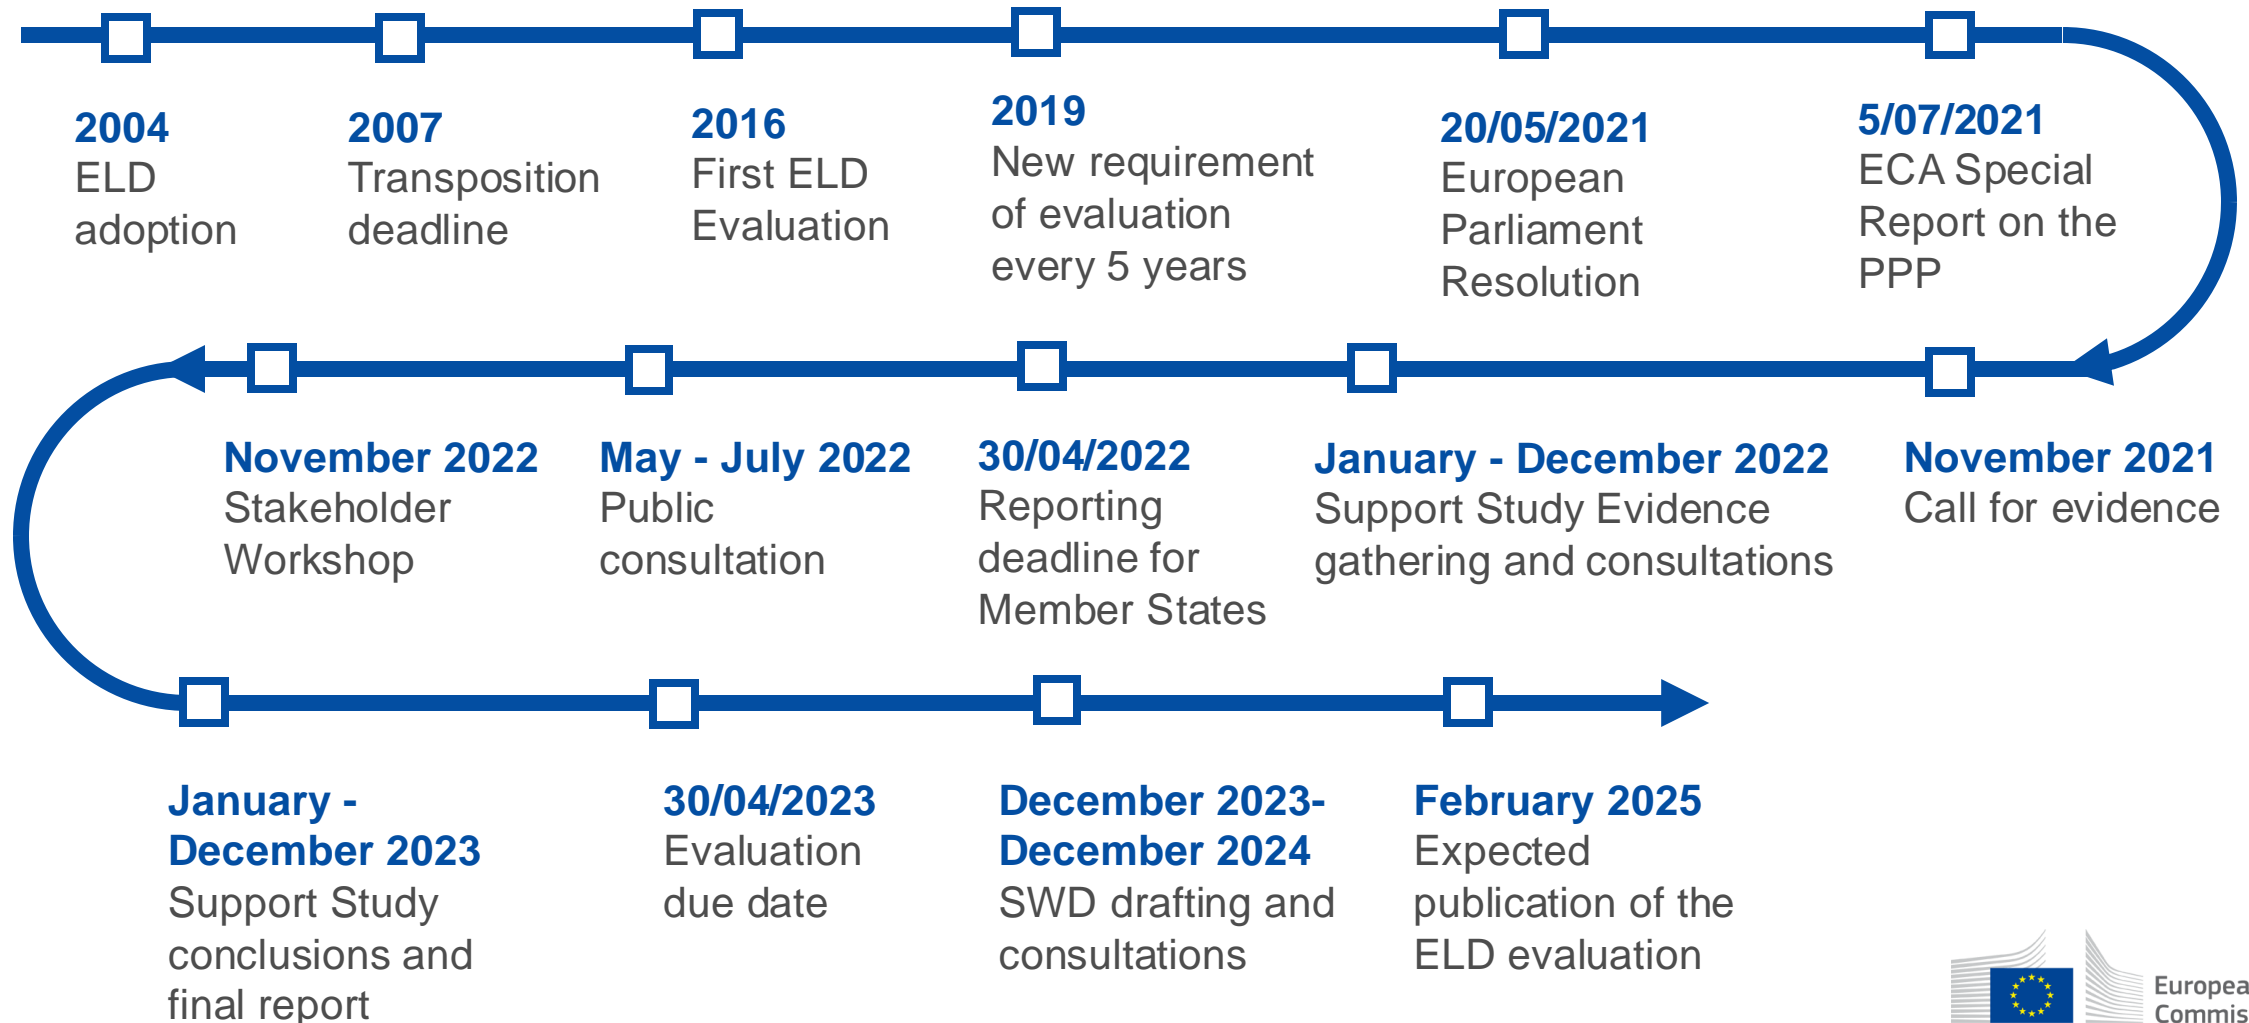 2004
ELD
adoption
2007
Transposition
deadline
2016
First ELD
Evaluation
2019
New requirement
of evaluation
every 5 years
20/05/2021
European
Parliament
Resolution
5/07/2021
ECA Special
Report on the
PPP
November 2022
Stakeholder
Workshop
May - July 2022
Public
consultation
30/04/2022
Reporting
deadline for
Member States
January - December 2022
Support Study Evidence
gathering and consultations
November 2021
Call for evidence
January -
December 2023
Support Study
conclusions and
final report
30/04/2023
Evaluation
due date
December 2023-
December 2024
SWD drafting and
consultations
February 2025
Expected
publication of the
ELD evaluation
Europea
Commis